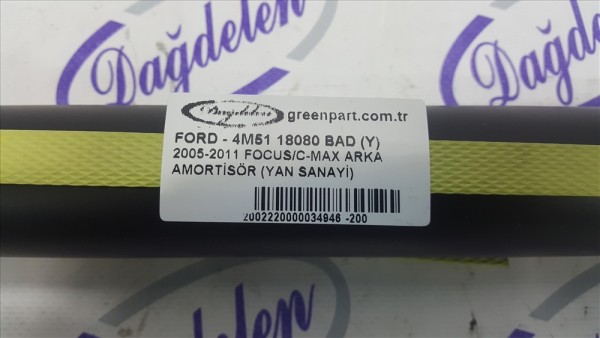 Dağdelen
Dağdelen greenpart.com.tr
FORD - 4M51 18080 BAD (Y)
2005-2011 FOCUS/C-MAX ARKA
AMORTİSÖR (YAN SANAYİ)
2002220000034946 -200
Dağdelen